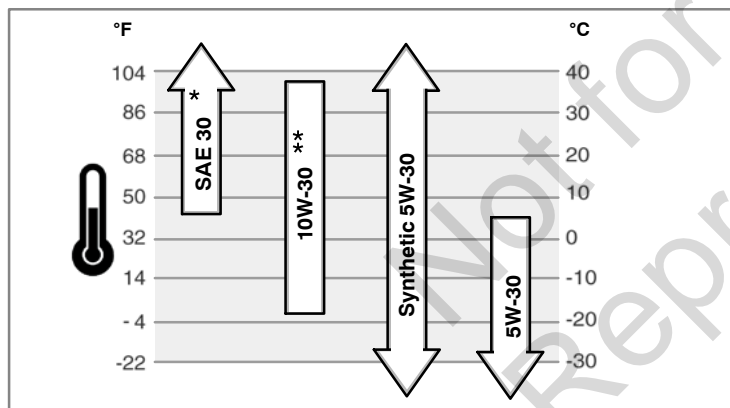 °F °C
104 40
86 30
68 20
50 10
32 0
14 -10
- 4 -20
-22 -30
SAE 30 *
10W-30 **
Synthetic 5W-30
5W-30
Not for
Repr